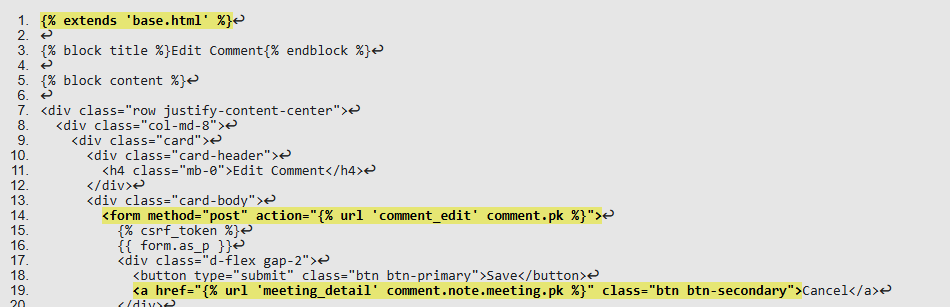 1. {% extends 'base.html' %}↩
2. ↩
3. {% block title %}Edit Comment{% endblock %}↩
4. ↩
5. {% block content %}↩
6. ↩
7. <div class="row justify-content-center">↩
8.   <div class="col-md-8">↩
9.     <div class="card">↩
10.       <div class="card-header">↩
11.         <h4 class="mb-0">Edit Comment</h4>↩
12.       </div>↩
13.       <div class="card-body">↩
14.         <form method="post" action="{% url 'comment_edit' comment.pk %}">↩
15.           {% csrf_token %}↩
16.           {{ form.as_p }}↩
17.           <div class="d-flex gap-2">↩
18.             <button type="submit" class="btn btn-primary">Save</button>↩
19.             <a href="{% url 'meeting_detail' comment.note.meeting.pk %}" class="btn btn-secondary">Cancel</a>↩
20.           </div>↩